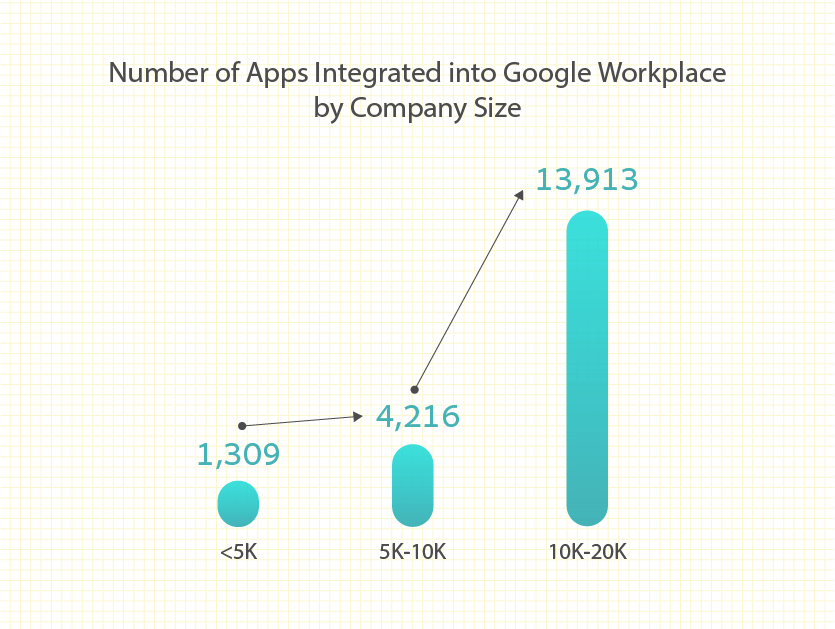 Number of Apps Integrated into Google Workplace
by Company Size
13,913
4,216
1,309
<5K
5K-10K
10K-20K